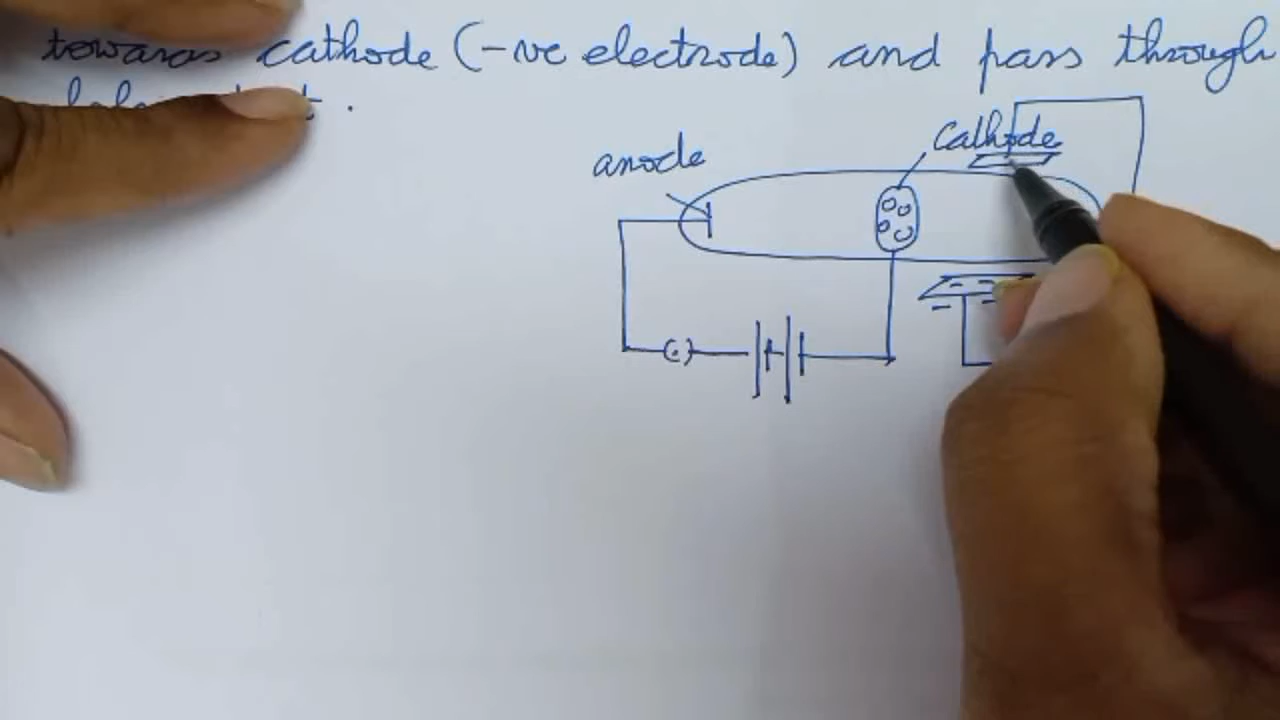 towards cathode (-ve electrode) and pass through
Cathode
anode